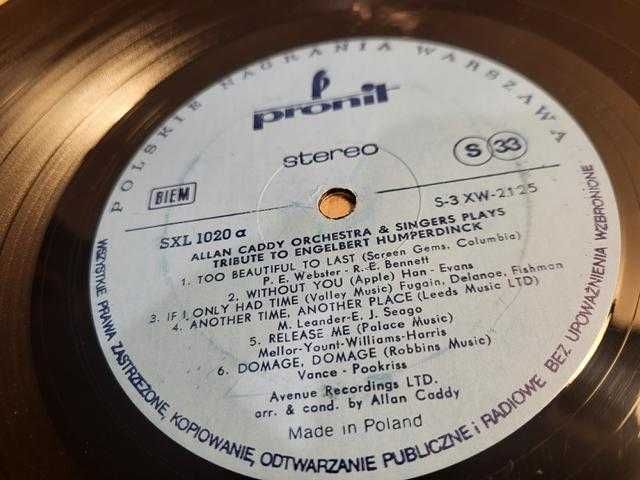 POLSKIE NAGRANIA WARSZAWA
pronit
stereo
S 33
BIEM
S-3 XW-2125
SXL 1020 a
ALLAN CADDY ORCHESTRA & SINGERS PLAYS
TRIBUTE TO ENGELBERT HUMPERDINCK
1. TOO BEAUTIFUL TO LAST (Screen Gems, Columbia)
P. E. Webster - R. E. Bennett
2. WITHOUT YOU (Apple) Han - Evans
3. IF I ONLY HAD TIME (Valley Music) Fugain, Delanoe, Fishman
4. ANOTHER TIME, ANOTHER PLACE (Leeds Music LTD)
M. Leander-E. J. Seago
5. RELEASE ME (Palace Music)
Mellor-Yount-Williams-Harris
6. DOMAGE, DOMAGE (Robbins Music)
Vance - Pookriss
Avenue Recordings LTD.
arr. & cond. by Allan Caddy
Made in Poland
WSZYSTKIE PRAWA ZASTRZEŻONE, KOPIOWANIE, ODTWARZANIE PUBLICZNE i RADIOWE BEZ UPOWAŻNIENIA WZBRONIONE